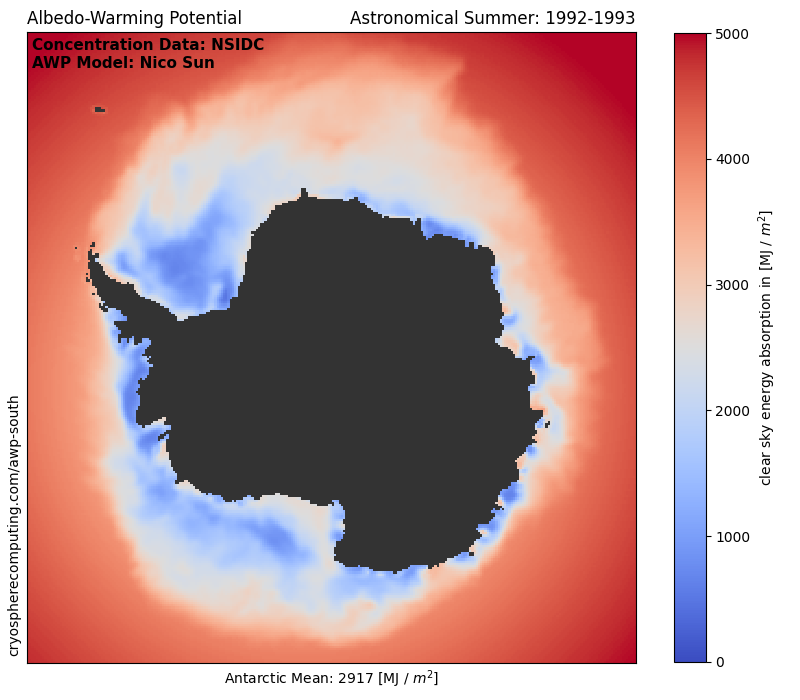 Albedo-Warming Potential
Astronomical Summer: 1992-1993
Concentration Data: NSIDC
AWP Model: Nico Sun
cryospherecomputing.com/awp-south
Antarctic Mean: 2917 [MJ / m²]
5000
4000
3000
2000
1000
0
clear sky energy absorption in [MJ / m²]